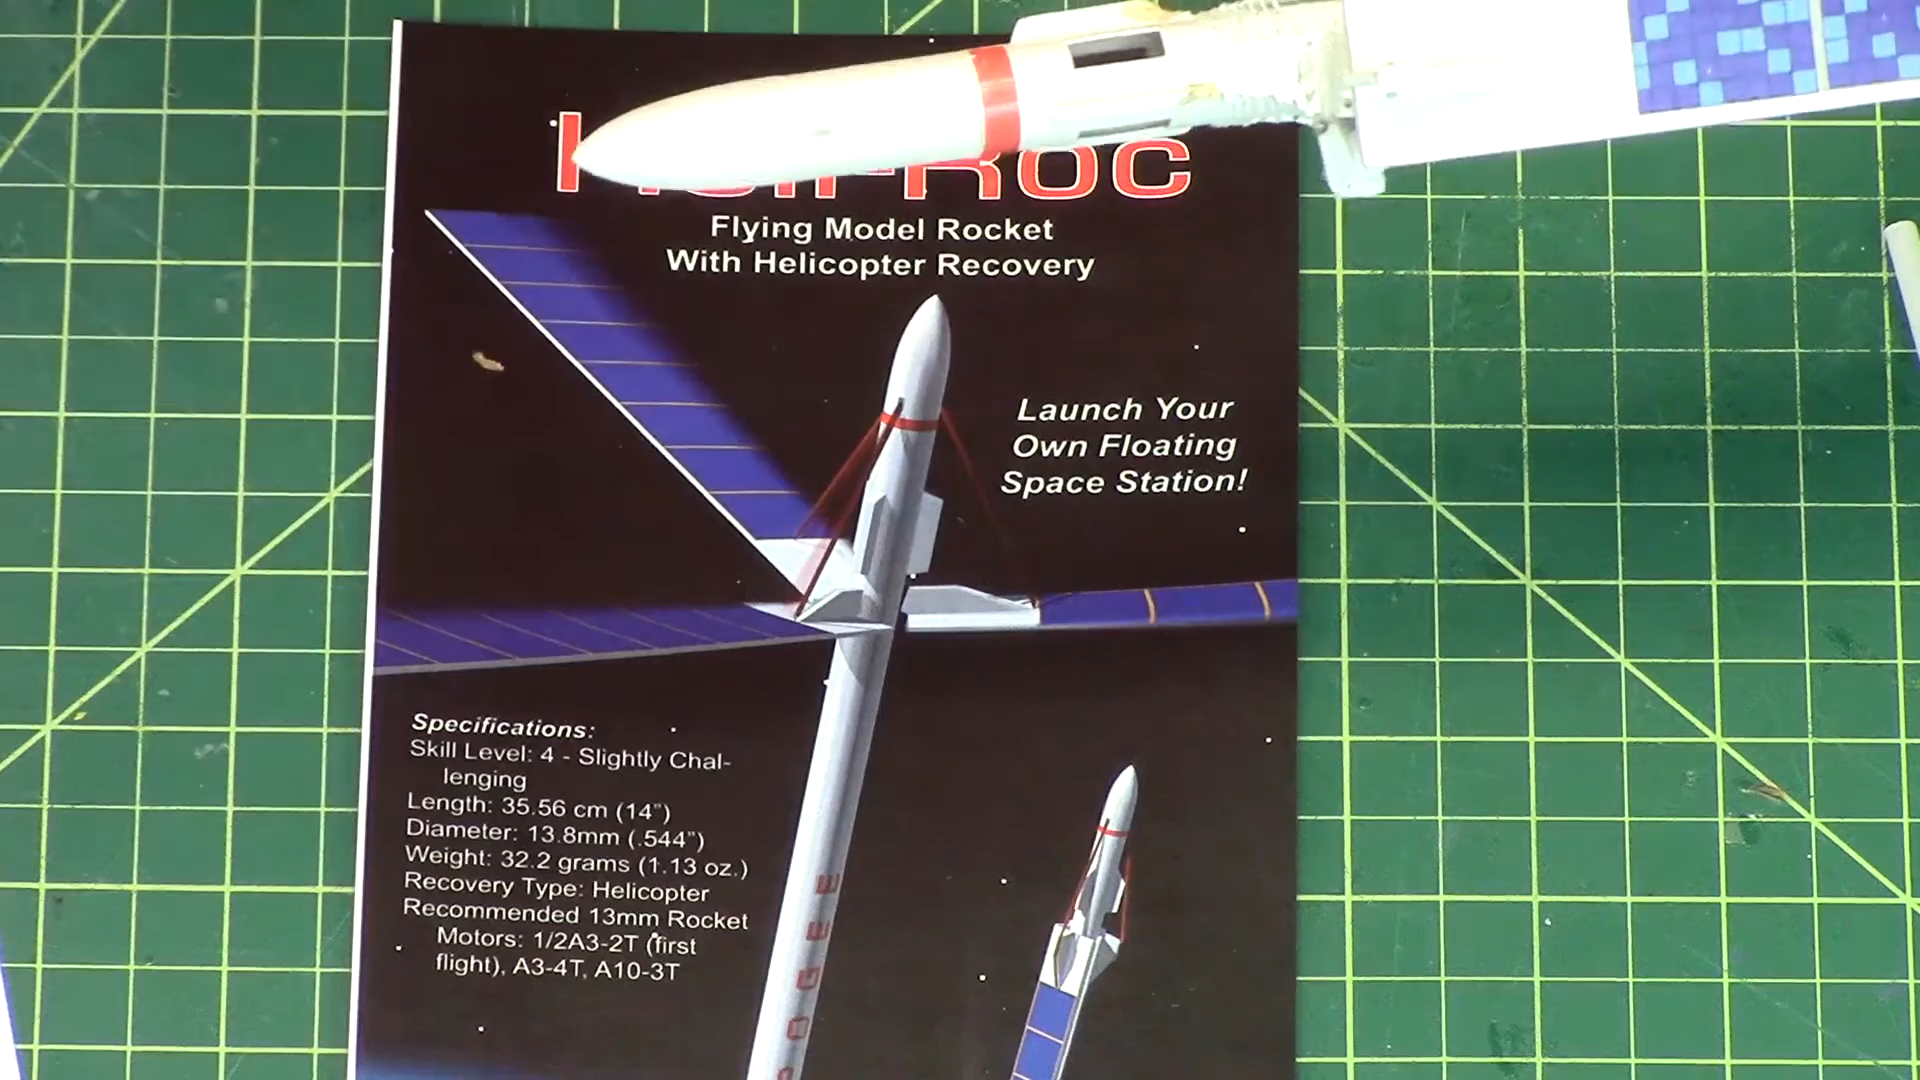 Flying Model Rocket
With Helicopter Recovery
Launch Your
Own Floating
Space Station!
Specifications:
Skill Level: 4 - Slightly Chal-
lenging
Length: 35.56 cm (14")
Diameter: 13.8mm (.544")
Weight: 32.2 grams (1.13 oz.)
Recovery Type: Helicopter
Recommended 13mm Rocket
Motors: 1/2A3-2T (first
flight), A3-4T, A10-3T